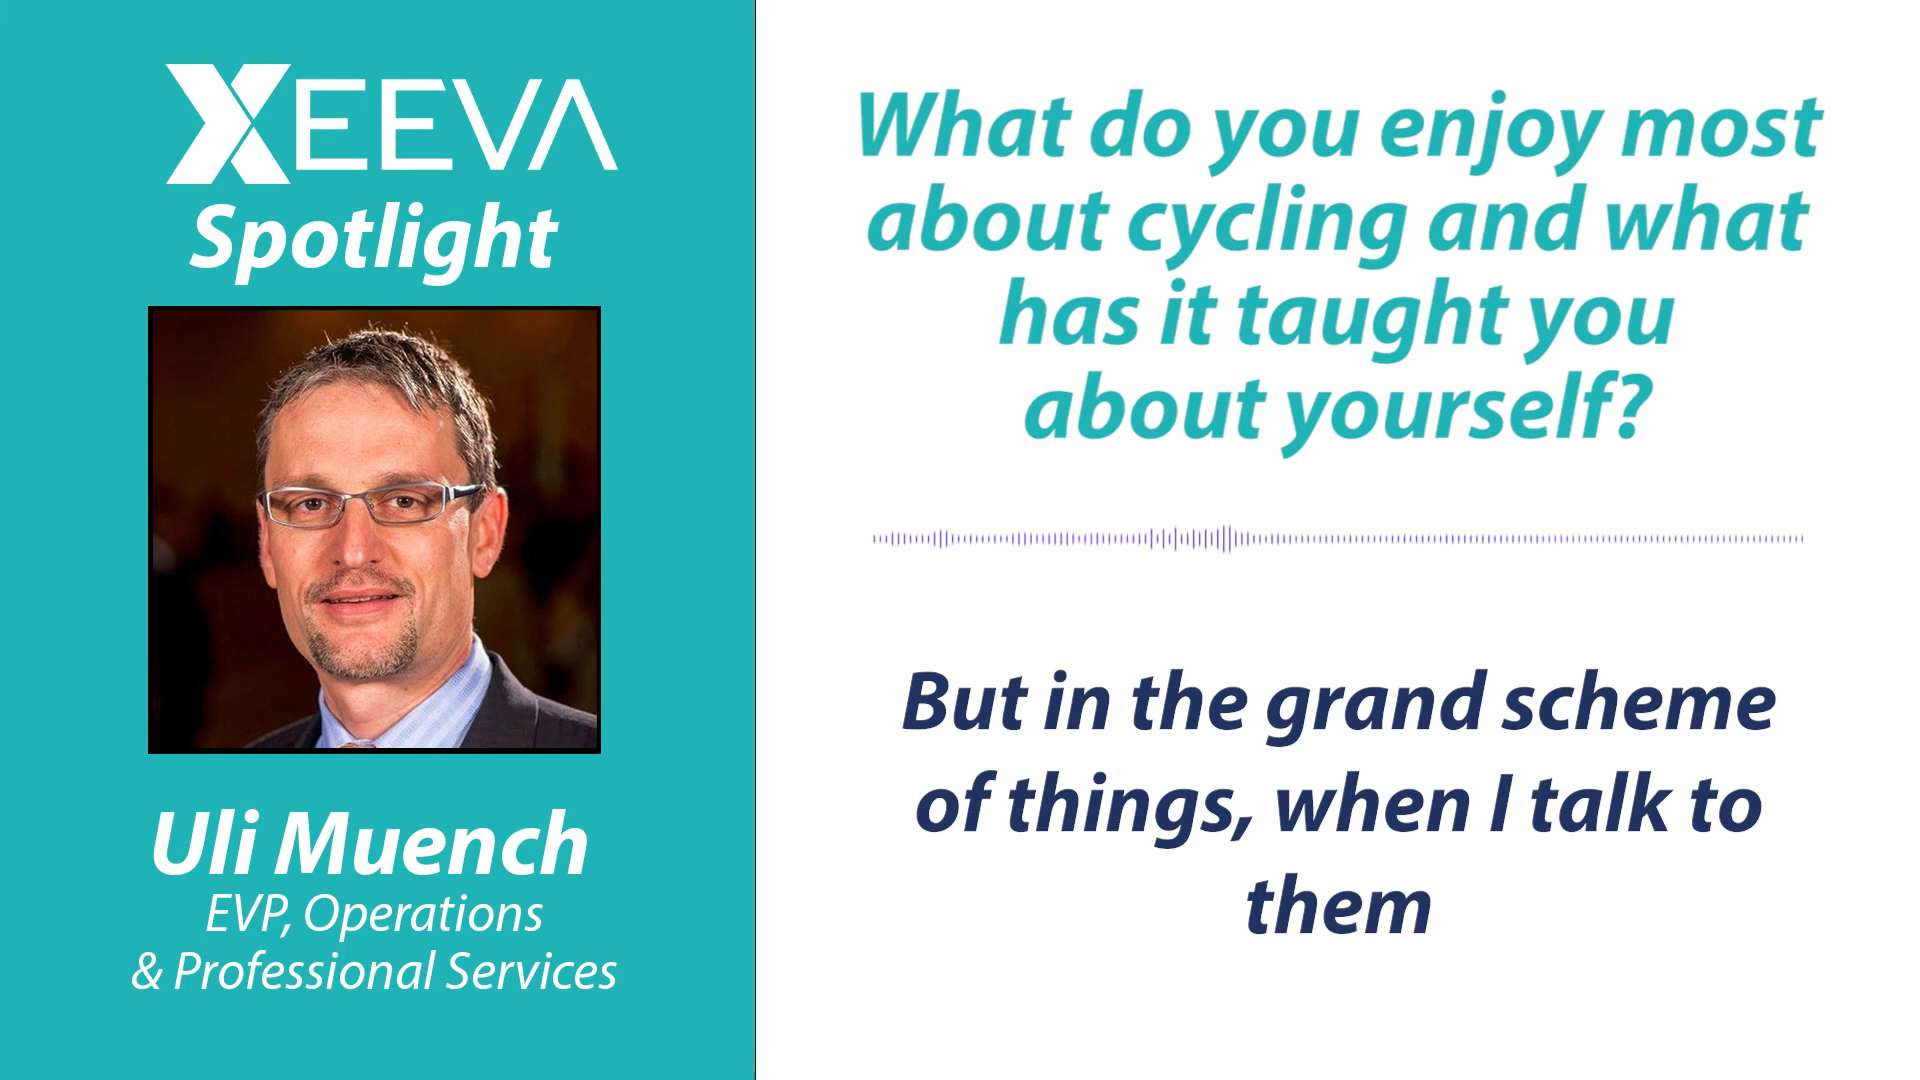 XEEVA
Spotlight
Uli Muench
EVP, Operations
& Professional Services
What do you enjoy most
about cycling and what
has it taught you
about yourself?
But in the grand scheme
of things, when I talk to
them